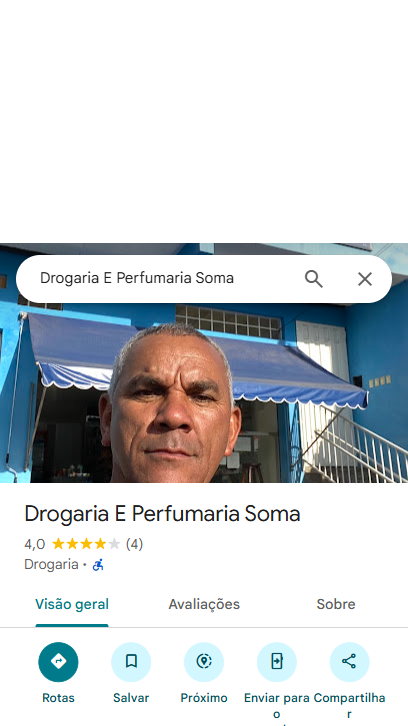 Drogaria E Perfumaria Soma
Drogaria E Perfumaria Soma
4,0 (4)
Drogaria ·
Visão geral Avaliações Sobre
Rotas Salvar Próximo Enviar para o Compartilhar